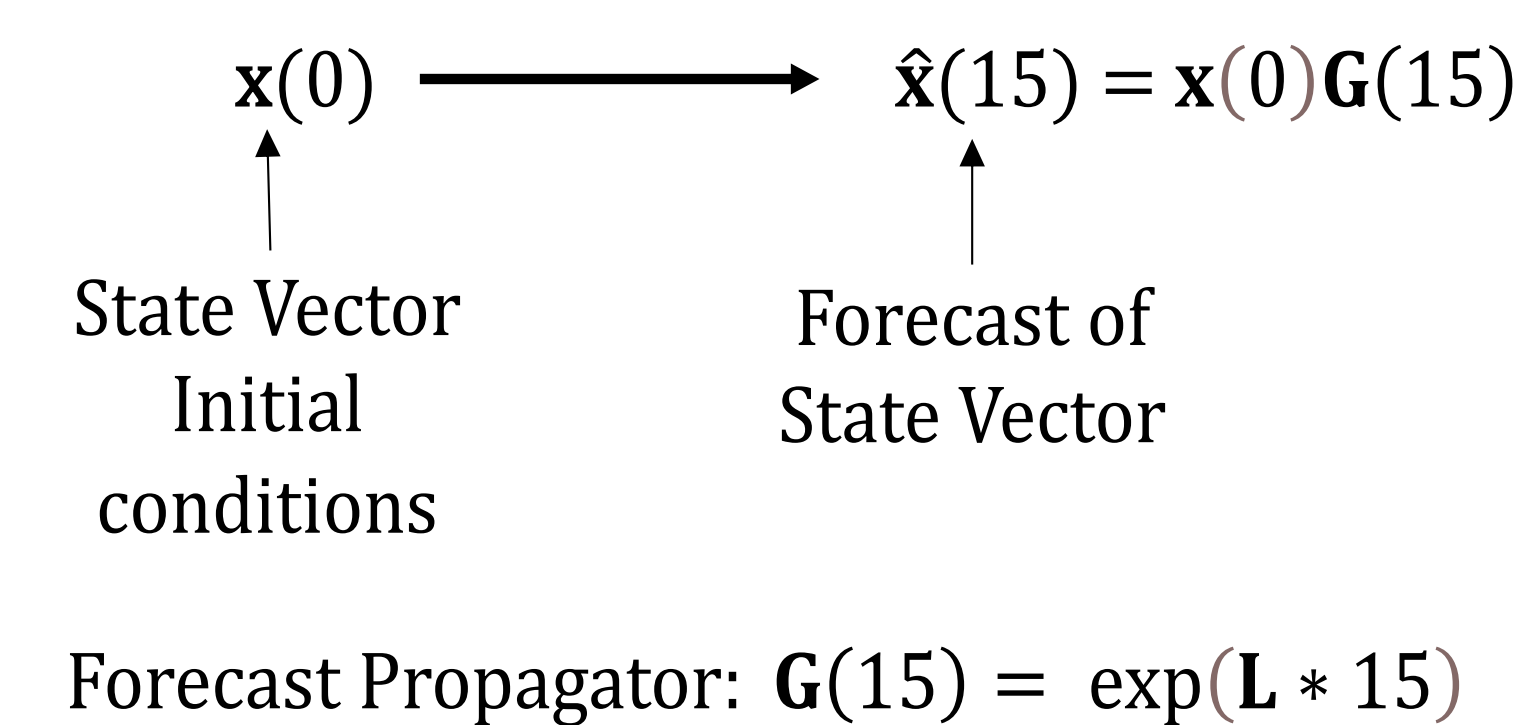 𝐱(0) 𝐱̂(15) = 𝐱(0)𝐆(15)
State Vector
Initial
conditions
Forecast of
State Vector
Forecast Propagator: 𝐆(15) = exp(𝐋 * 15)